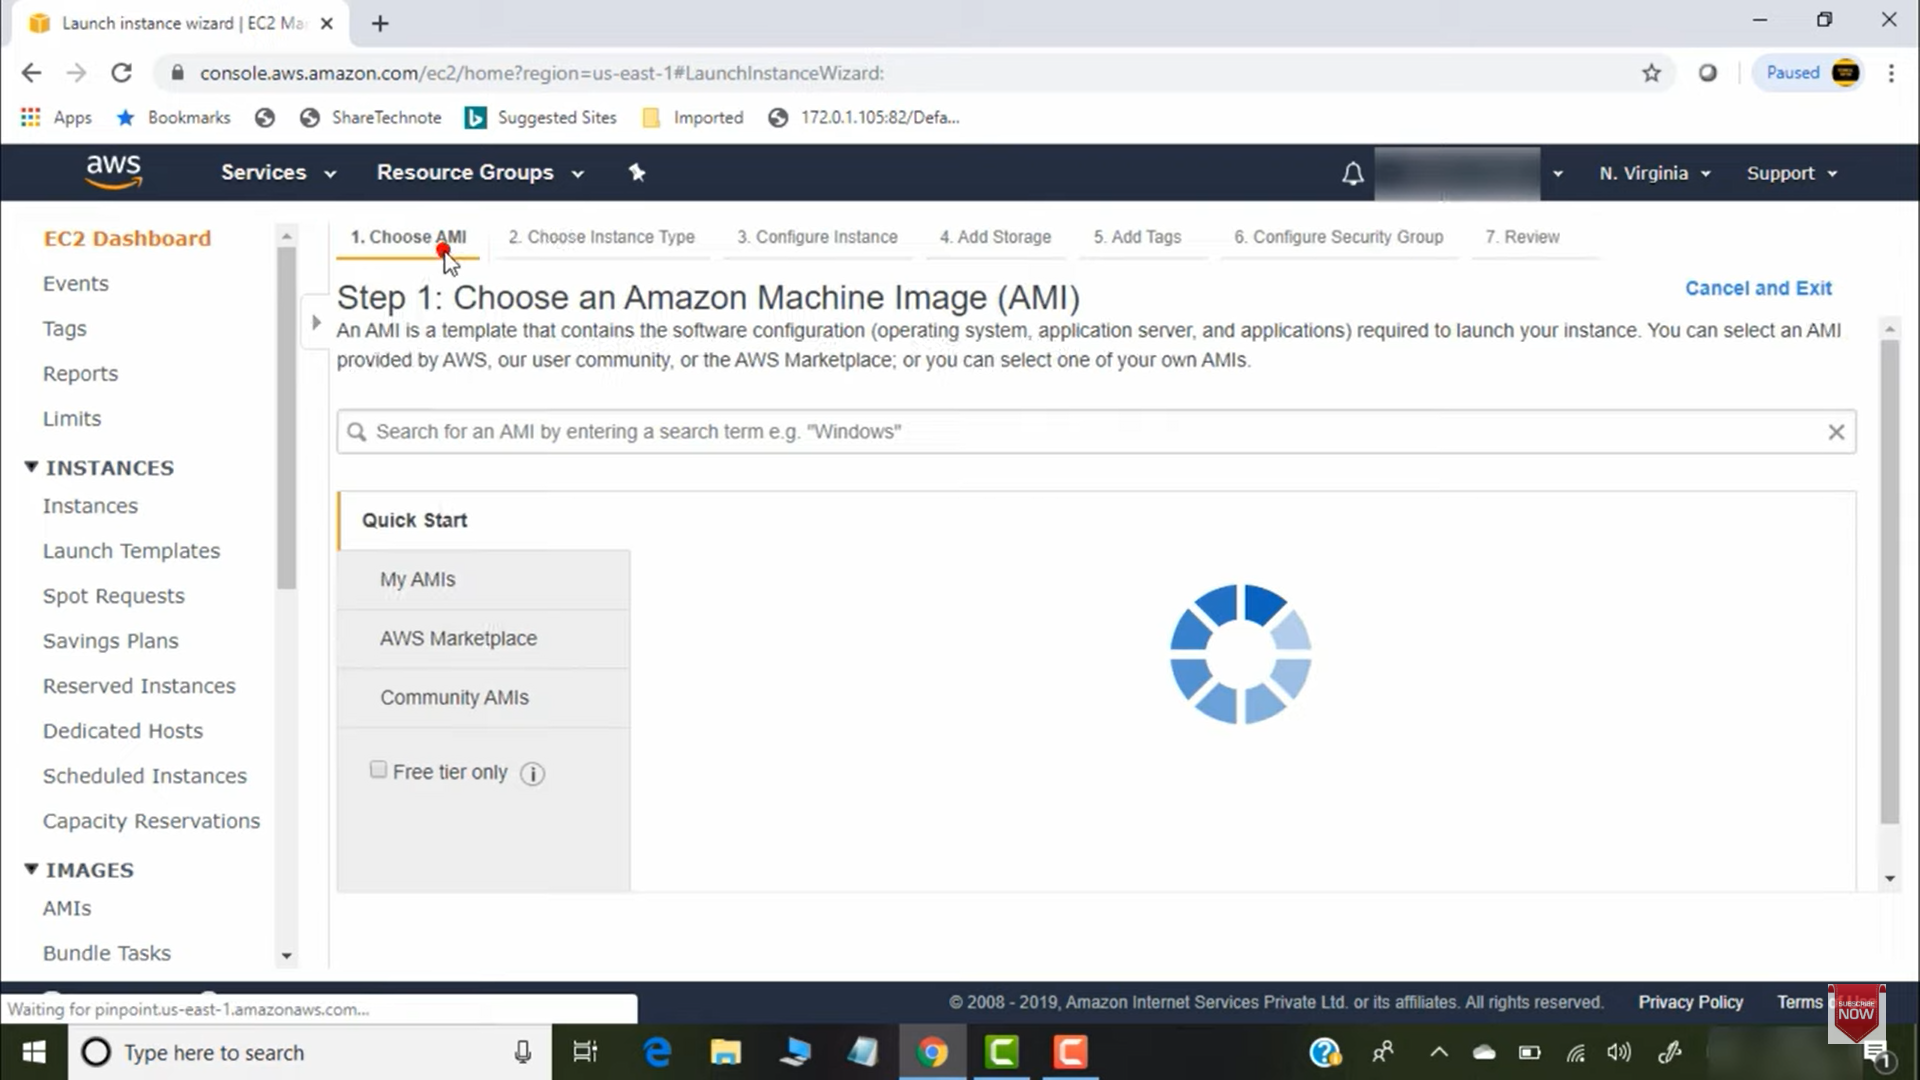 Launch instance wizard | EC2 Ma
console.aws.amazon.com/ec2/home?region=us-east-1#LaunchInstanceWizard:
Paused
Apps
Bookmarks
ShareTechnote
Suggested Sites
Imported
172.0.1.105:82/Defa...
aws
Services
Resource Groups
N. Virginia
Support
EC2 Dashboard
Events
Tags
Reports
Limits
INSTANCES
Instances
Launch Templates
Spot Requests
Savings Plans
Reserved Instances
Dedicated Hosts
Scheduled Instances
Capacity Reservations
IMAGES
AMIs
Bundle Tasks
1. Choose AMI
2. Choose Instance Type
3. Configure Instance
4. Add Storage
5. Add Tags
6. Configure Security Group
7. Review
Step 1: Choose an Amazon Machine Image (AMI)
Cancel and Exit
An AMI is a template that contains the software configuration (operating system, application server, and applications) required to launch your instance. You can select an AMI
provided by AWS, our user community, or the AWS Marketplace; or you can select one of your own AMIs.
Search for an AMI by entering a search term e.g. "Windows"
Quick Start
My AMIs
AWS Marketplace
Community AMIs
Free tier only
Waiting for pinpoint.us-east-1.amazonaws.com...
© 2008 - 2019, Amazon Internet Services Private Ltd. or its affiliates. All rights reserved.
Privacy Policy
Terms
SUBSCRIBE
NOW
Type here to search
1